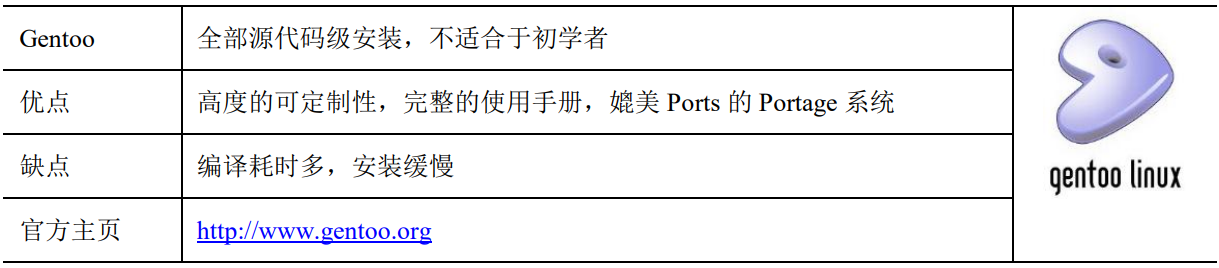 Gentoo 全部源代码级安装，不适合于初学者
优点 高度的可定制性，完整的使用手册，媲美 Ports 的 Portage 系统
缺点 编译耗时多，安装缓慢
官方主页 http://www.gentoo.org
gentoo linux